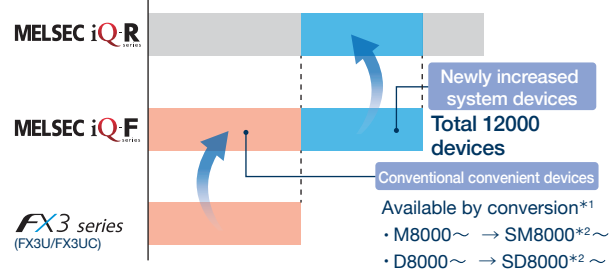 MELSEC iQ-R
series
Newly increased
system devices
MELSEC iQ-F
series
Total 12000
devices
Conventional convenient devices
FX3 series
(FX3U/FX3UC)
Available by conversion*1
・M8000～ → SM8000*2～
・D8000～ → SD8000*2～